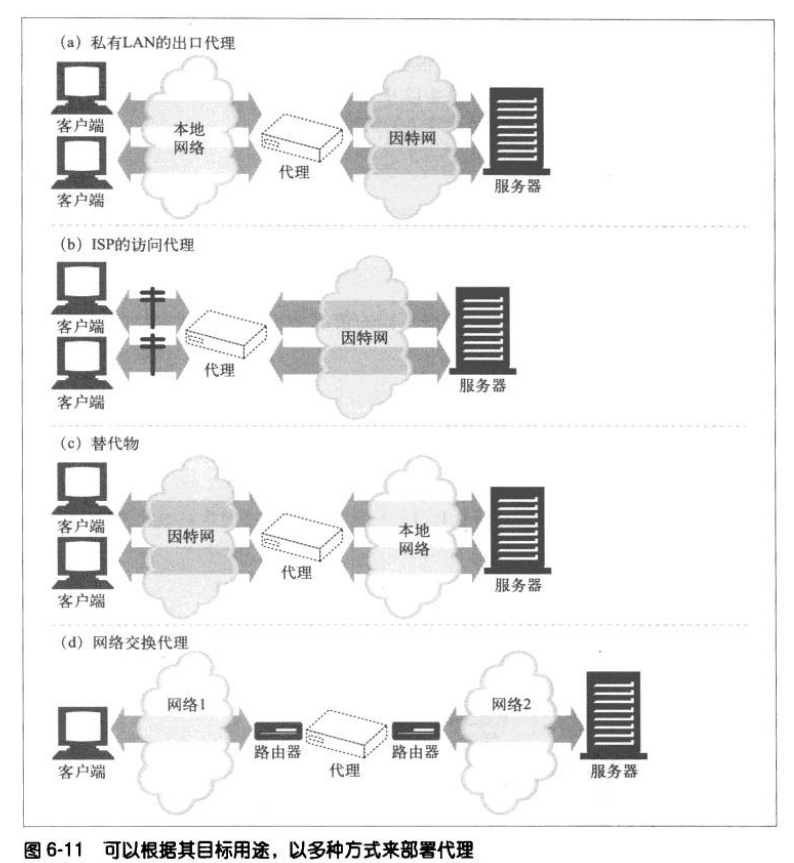 (a) 私有LAN的出口代理
客户端
本地
网络
代理
因特网
服务器
客户端
(b) ISP的访问代理
客户端
代理
因特网
服务器
客户端
(c) 替代物
客户端
因特网
代理
本地
网络
服务器
客户端
(d) 网络交换代理
网络1
网络2
客户端
路由器
代理
路由器
服务器
图 6-11 可以根据其目标用途，以多种方式来部署代理